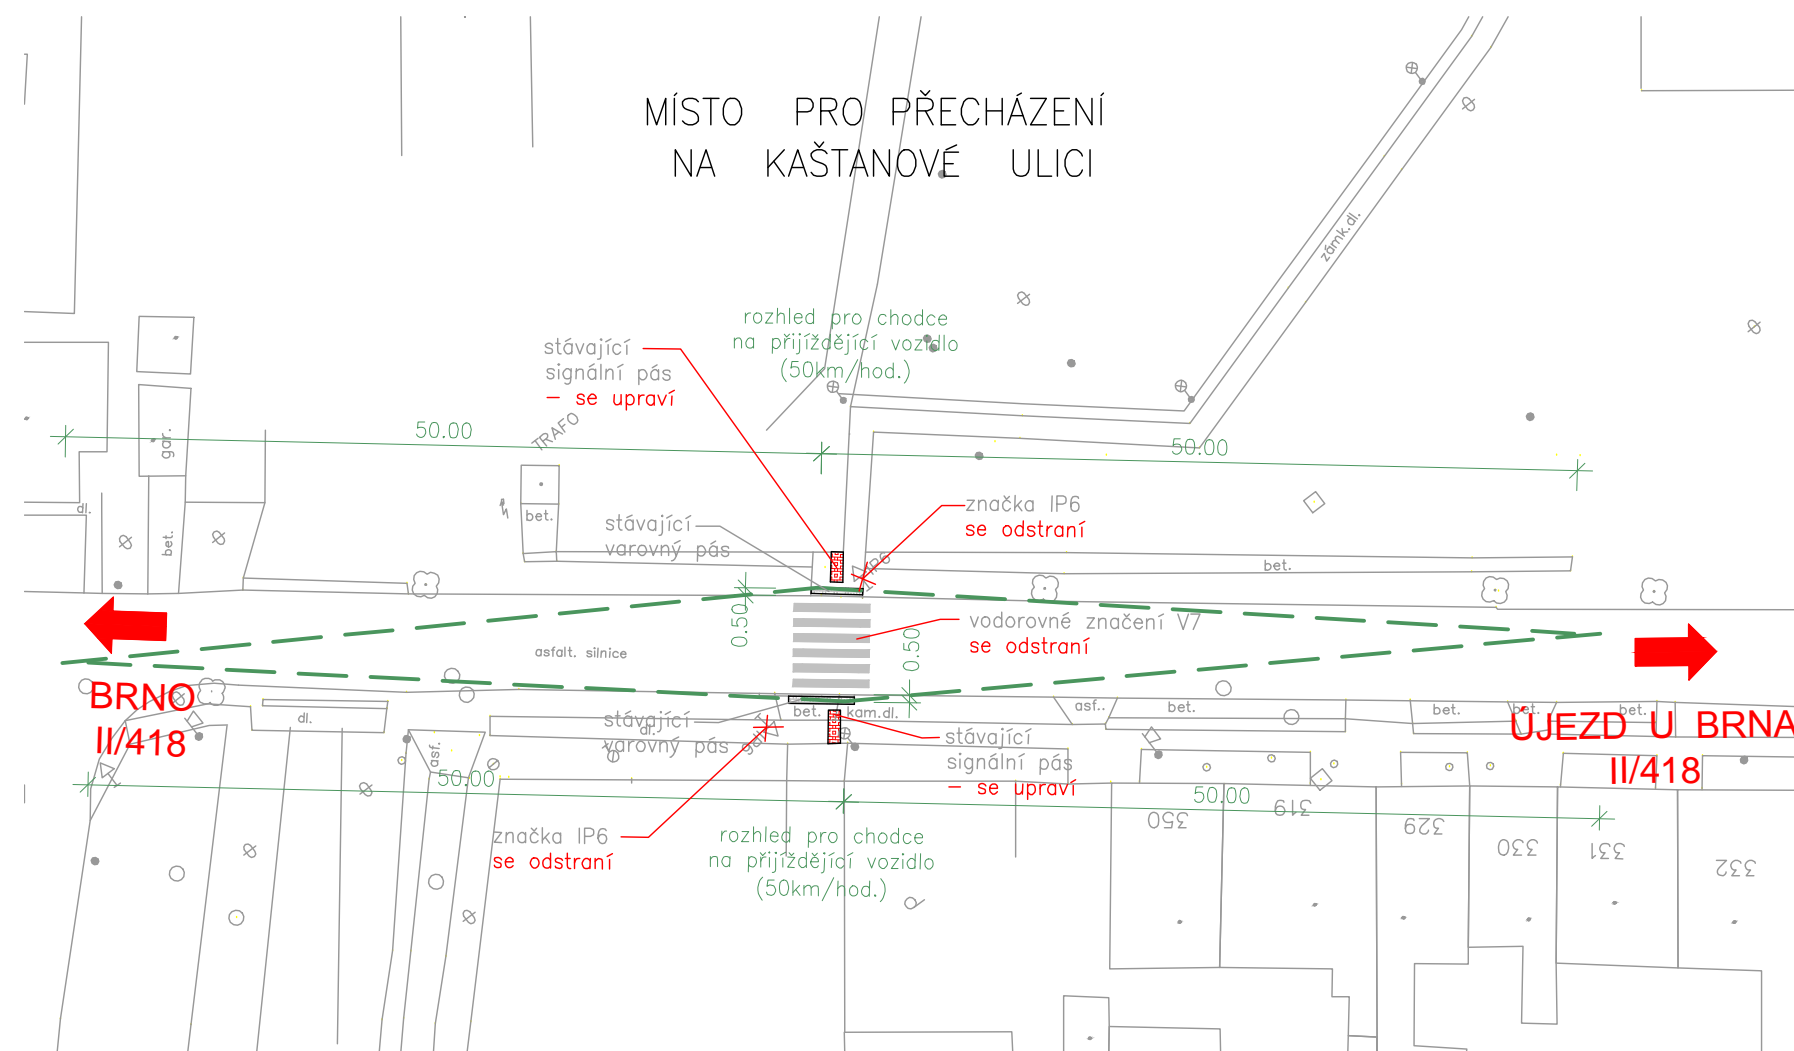 MÍSTO PRO PŘECHÁZENÍ
NA KAŠTANOVÉ ULICI
zámk.dl.
rozhled pro chodce
na přijíždějící vozidlo
(50km/hod.)
stávající
signální pás
– se upraví
50.00
50.00
TRAFO
gar.
dl.
bet.
bet.
značka IP6
se odstraní
stávající
varovný pás
IP6
bet.
0.50
0.50
vodorovné značení V7
se odstraní
asfalt. silnice
BRNO
II/418
dl.
asf.
stávající
varovný pás
dl.
bet.
kam.dl.
stávající
signální pás
– se upraví
asf..
bet.
bet.
bet.
bet.
ÚJEZD U BRNA
II/418
50.00
50.00
značka IP6
se odstraní
rozhled pro chodce
na přijíždějící vozidlo
(50km/hod.)
350
319
329
330
331
332